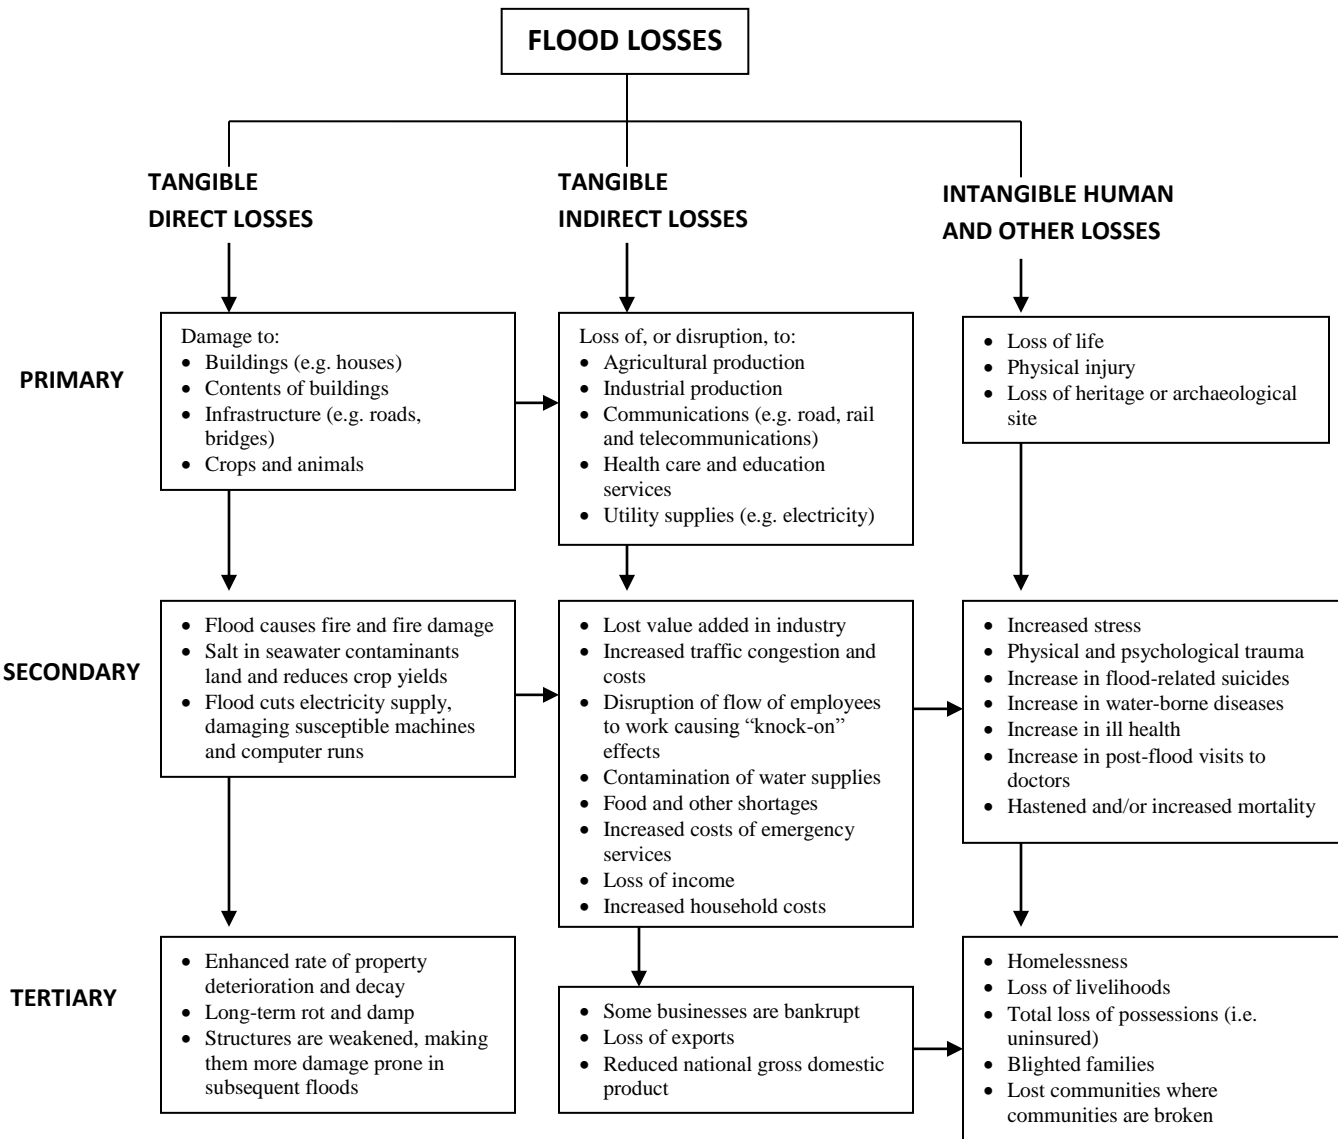 FLOOD LOSSES
TANGIBLE
DIRECT LOSSES
TANGIBLE
INDIRECT LOSSES
INTANGIBLE HUMAN
AND OTHER LOSSES
PRIMARY
Damage to:
• Buildings (e.g. houses)
• Contents of buildings
• Infrastructure (e.g. roads,
bridges)
• Crops and animals
Loss of, or disruption, to:
• Agricultural production
• Industrial production
• Communications (e.g. road, rail
and telecommunications)
• Health care and education
services
• Utility supplies (e.g. electricity)
• Loss of life
• Physical injury
• Loss of heritage or archaeological
site
SECONDARY
• Flood causes fire and fire damage
• Salt in seawater contaminants
land and reduces crop yields
• Flood cuts electricity supply,
damaging susceptible machines
and computer runs
• Lost value added in industry
• Increased traffic congestion and
costs
• Disruption of flow of employees
to work causing “knock-on”
effects
• Contamination of water supplies
• Food and other shortages
• Increased costs of emergency
services
• Loss of income
• Increased household costs
• Increased stress
• Physical and psychological trauma
• Increase in flood-related suicides
• Increase in water-borne diseases
• Increase in ill health
• Increase in post-flood visits to
doctors
• Hastened and/or increased mortality
TERTIARY
• Enhanced rate of property
deterioration and decay
• Long-term rot and damp
• Structures are weakened, making
them more damage prone in
subsequent floods
• Some businesses are bankrupt
• Loss of exports
• Reduced national gross domestic
product
• Homelessness
• Loss of livelihoods
• Total loss of possessions (i.e.
uninsured)
• Blighted families
• Lost communities where
communities are broken